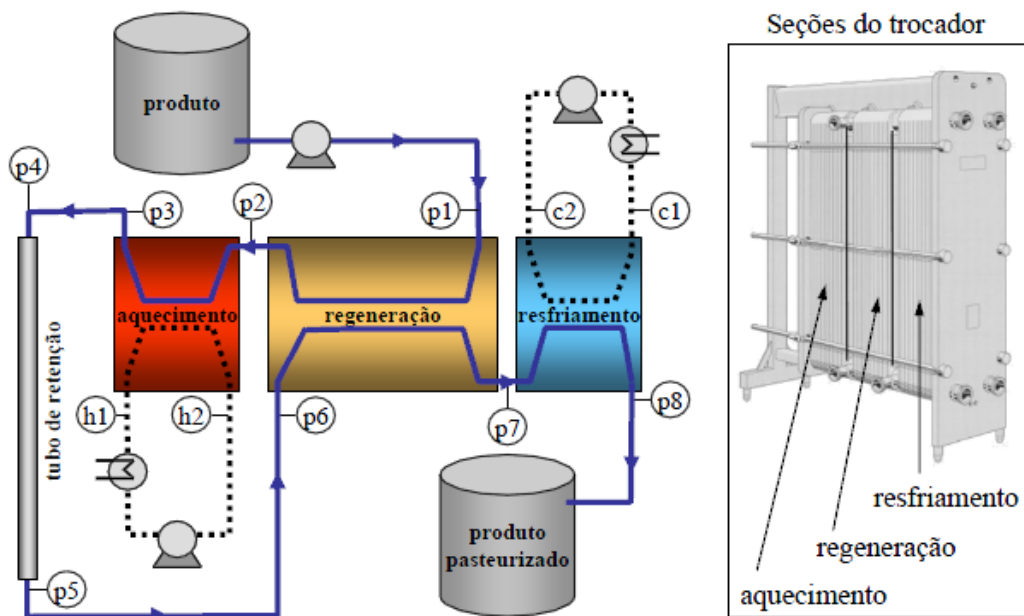 Seções do trocador
produto
p4
p3
p2
p1
c2
c1
aquecimento
regeneração
resfriamento
tubo de retenção
h1
h2
p6
p7
p8
produto
pasteurizado
p5
resfriamento
regeneração
aquecimento